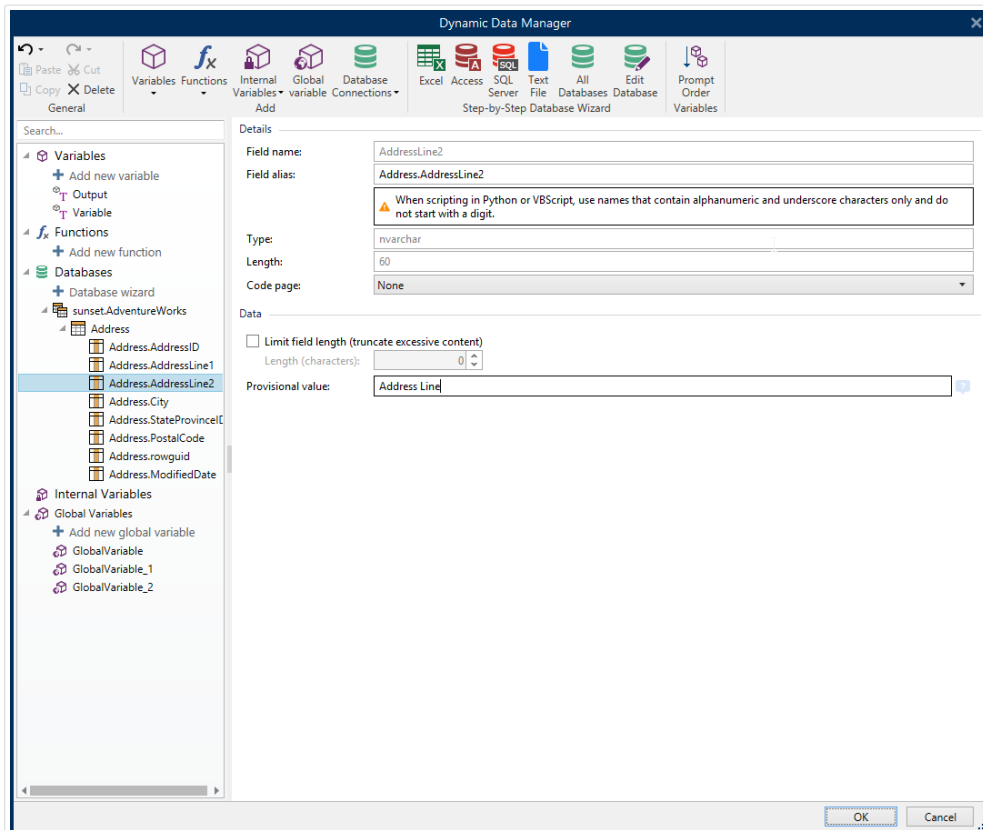 Dynamic Data Manager
Paste Cut
Copy Delete
General
Variables Functions
Internal Variables
Global variable
Database Connections
Add
Excel Access SQL Server Text File All Databases Edit Database
Step-by-Step Database Wizard
Prompt Order
Variables
Search...
Variables
Add new variable
Output
Variable
Functions
Add new function
Databases
Database wizard
sunset.AdventureWorks
Address
Address.AddressID
Address.AddressLine1
Address.AddressLine2
Address.City
Address.StateProvinceID
Address.PostalCode
Address.rowguid
Address.ModifiedDate
Internal Variables
Global Variables
Add new global variable
GlobalVariable
GlobalVariable_1
GlobalVariable_2
Details
Field name: AddressLine2
Field alias: Address.AddressLine2
When scripting in Python or VBScript, use names that contain alphanumeric and underscore characters only and do
not start with a digit.
Type: nvarchar
Length: 60
Code page: None
Data
Limit field length (truncate excessive content)
Length (characters): 0
Provisional value: Address Line
?
OK Cancel